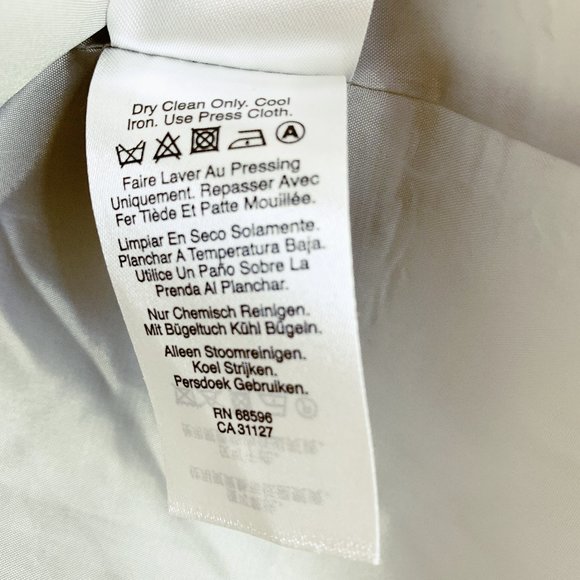 Dry Clean Only. Cool
Iron. Use Press Cloth.
A
Faire Laver Au Pressing
Uniquement. Repasser Avec
Fer Tiède Et Patte Mouillée.
Limpiar En Seco Solamente.
Planchar A Temperatura Baja.
Utilice Un Paño Sobre La
Prenda Al Planchar.
Nur Chemisch Reinigen.
Mit Bügeltuch Kühl Bügeln.
Alleen Stoomreinigen.
Koel Strijken.
Persdoek Gebruiken.
RN 68596
CA 31127